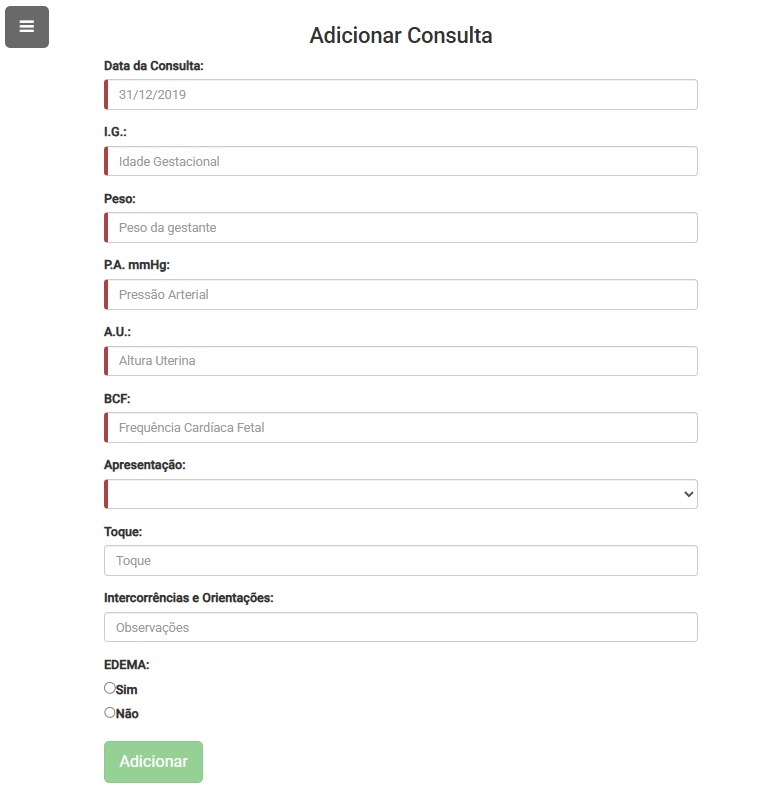 Adicionar Consulta
Data da Consulta:
31/12/2019
I.G.:
Idade Gestacional
Peso:
Peso da gestante
P.A. mmHg:
Pressão Arterial
A.U.:
Altura Uterina
BCF:
Frequência Cardíaca Fetal
Apresentação:
Toque:
Toque
Intercorrências e Orientações:
Observações
EDEMA:
Sim
Não
Adicionar